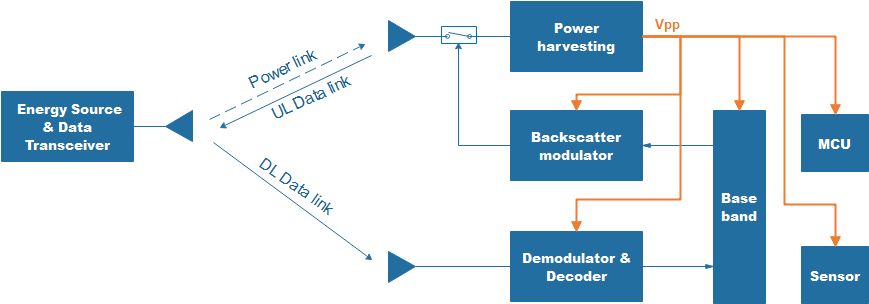 Energy Source
& Data
Transceiver
Power link
UL Data link
DL Data link
Power
harvesting
Vpp
Backscatter
modulator
Demodulator &
Decoder
Base
band
MCU
Sensor